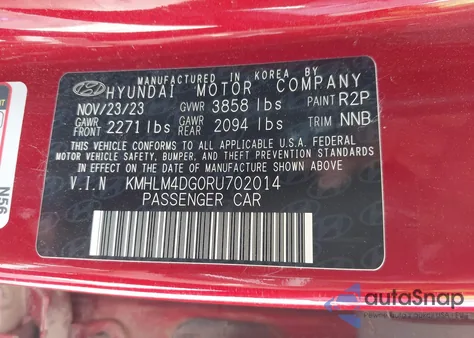 MANUFACTURED IN KOREA BY
HYUNDAI MOTOR COMPANY
NOV/23/23 GVWR 3858 lbs PAINT R2P
GAWR FRONT 2271 lbs GAWR REAR 2094 lbs TRIM NNB
THIS VEHICLE CONFORMS TO ALL APPLICABLE U.S.A. FEDERAL
MOTOR VEHICLE SAFETY, BUMPER, AND THEFT PREVENTION
STANDARDS IN EFFECT ON THE DATE OF MANUFACTURE SHOWN ABOVE.
V.I.N KMHLM4DG0RU702014
PASSENGER CAR
N56
autoSnap